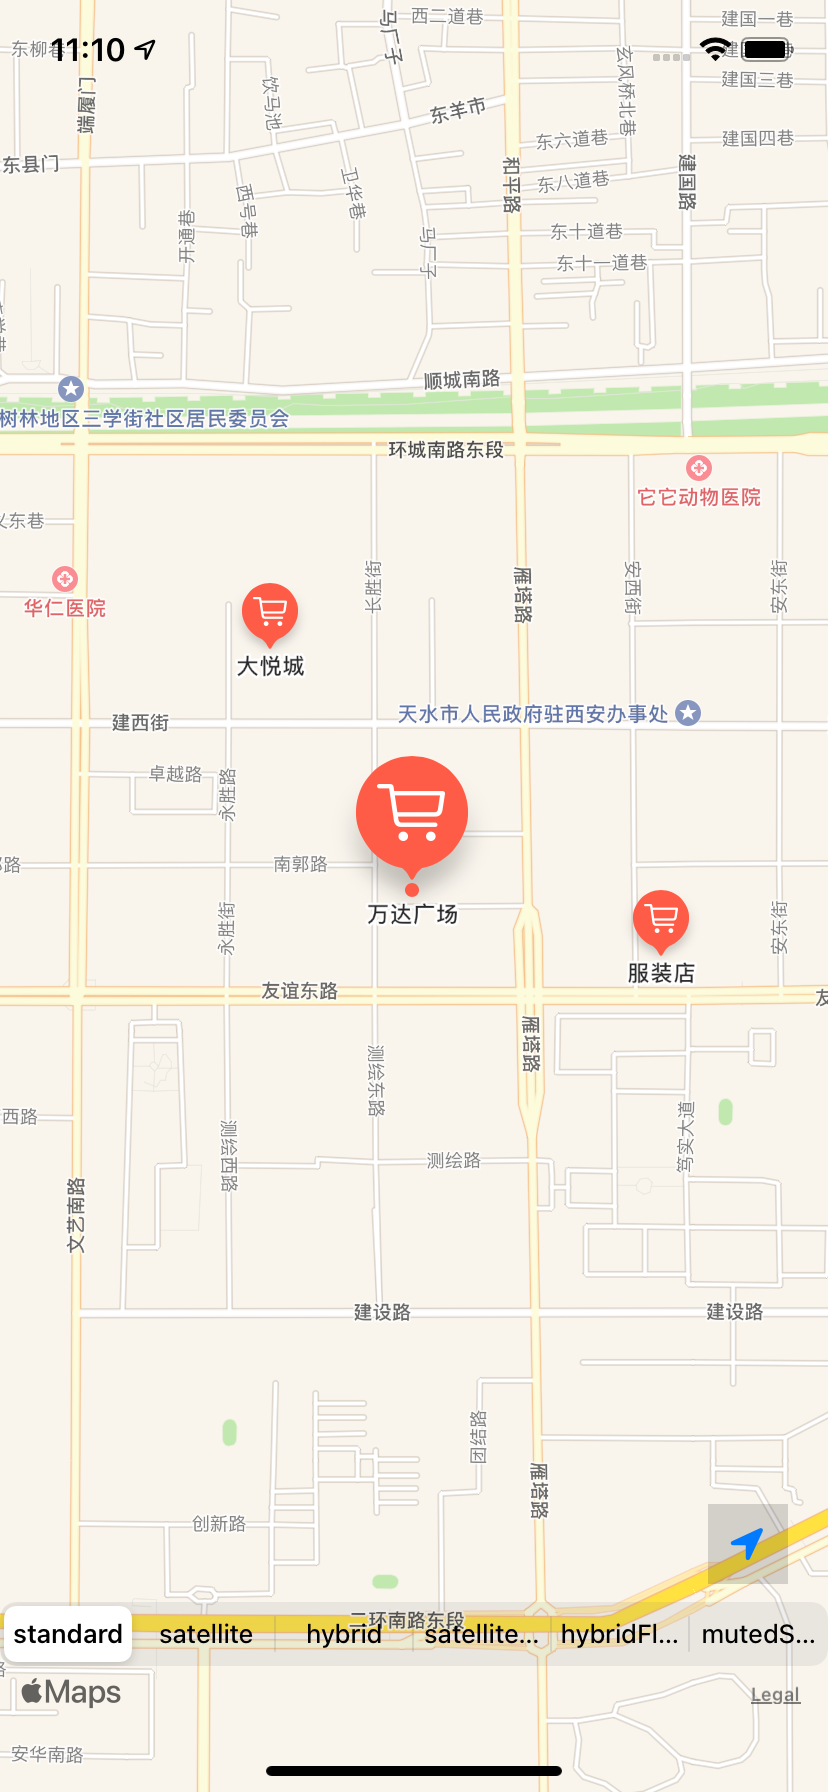 西二道巷
建国一巷
马厂子
东柳巷
11:10
建国三巷
端履门
饮马池
玄风桥北巷
东羊市
东六道巷
建国四巷
东县门
和平路
建国路
卫华巷
东八道巷
西号巷
开通巷
马厂子
东十道巷
东十一道巷
顺城南路
树林地区三学街社区居民委员会
环城南路东段
它它动物医院
义东巷
长胜街
雁塔路
安西街
安东街
华仁医院
大悦城
天水市人民政府驻西安办事处
建西街
卓越路
永胜路
南郭路
万达广场
永胜街
安东街
服装店
友谊东路
友
雁塔路
测绘东路
西路
测绘西路
笃实大道
测绘路
文艺南路
建设路
建设路
团结路
雁塔路
创新路
二环南路东段
standard
satellite
hybrid
satellite...
hybridFl...
mutedS...
Maps
Legal
安华南路